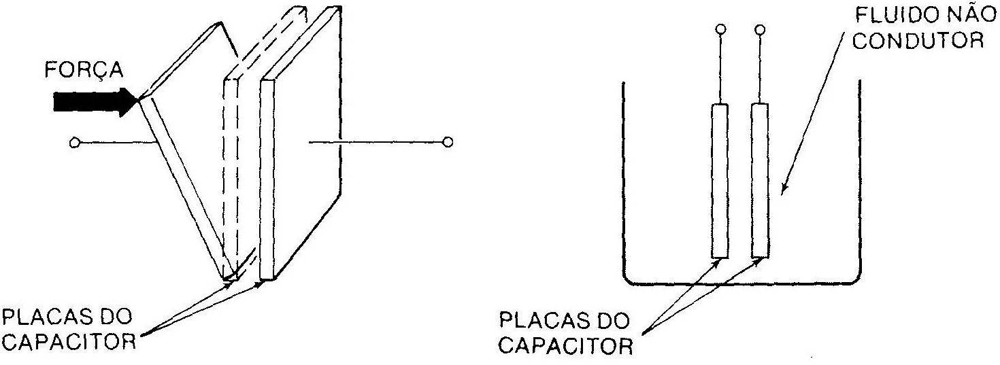 FORÇA
PLACAS DO
CAPACITOR
FLUIDO NÃO
CONDUTOR
PLACAS DO
CAPACITOR